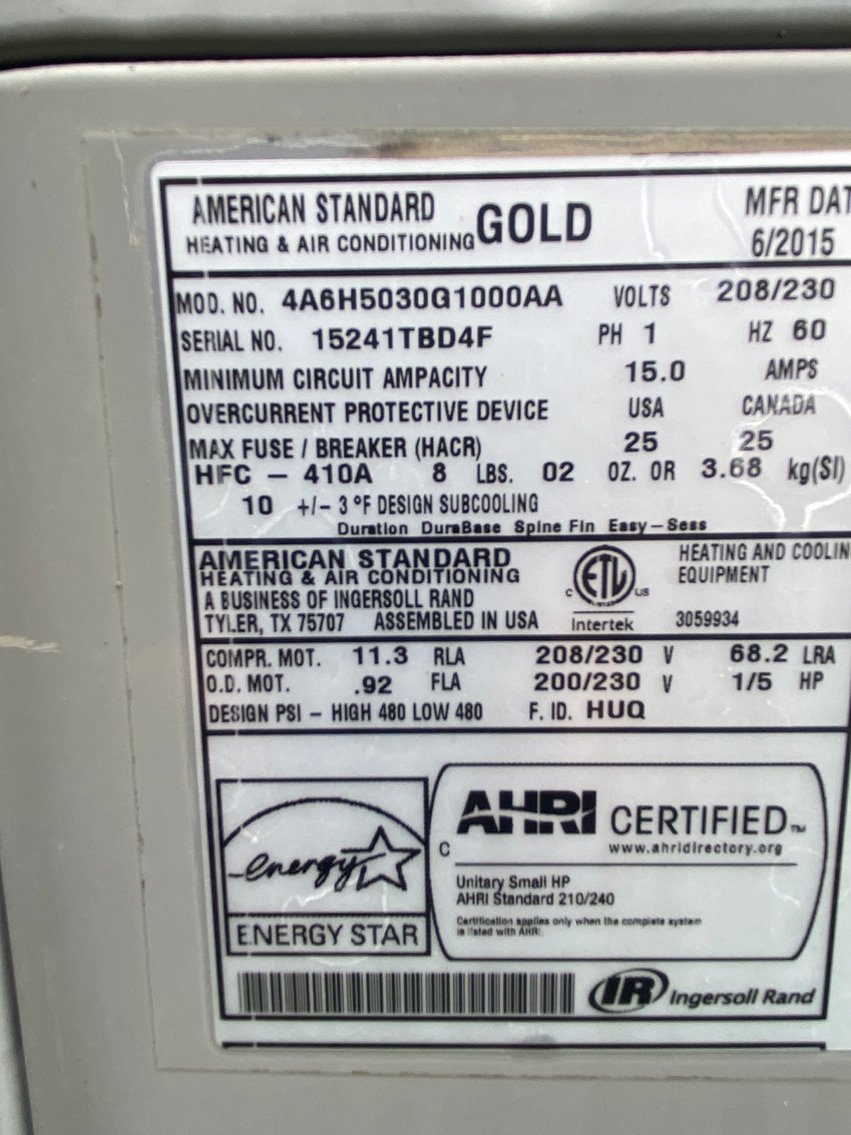 AMERICAN STANDARD GOLD MFR DAT
HEATING & AIR CONDITIONING 6/2015
MOD. NO. 4A6H5030G1000AA VOLTS 208/230
SERIAL NO. 15241TBD4F PH 1 HZ 60
MINIMUM CIRCUIT AMPACITY 15.0 AMPS
OVERCURRENT PROTECTIVE DEVICE USA CANADA
MAX FUSE / BREAKER (HACR) 25 25
HFC – 410A 8 LBS. 02 OZ. OR 3.68 kg(SI)
10 +/– 3 °F DESIGN SUBCOOLING
Duration DuraBase Spine Fin Easy–Sess
AMERICAN STANDARD
HEATING & AIR CONDITIONING
A BUSINESS OF INGERSOLL RAND
TYLER, TX 75707 ASSEMBLED IN USA
c ETL us
Intertek
HEATING AND COOLIN
EQUIPMENT
3059934
COMPR. MOT. 11.3 RLA 208/230 V 68.2 LRA
O.D. MOT. .92 FLA 200/230 V 1/5 HP
DESIGN PSI – HIGH 480 LOW 480 F. ID. HUQ
energy
ENERGY STAR
C
AHRI CERTIFIED™
www.ahridirectory.org
Unitary Small HP
AHRI Standard 210/240
Certification applies only when the complete system
is listed with AHRI.
IR Ingersoll Rand